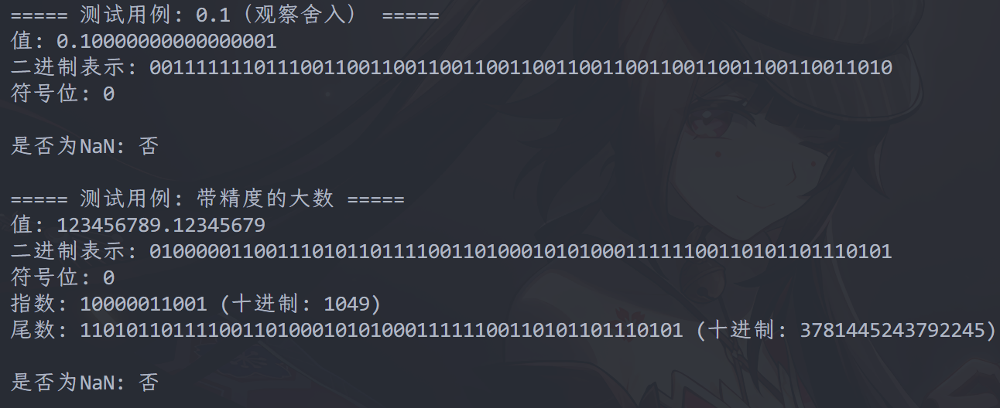 ===== 测试用例: 0.1（观察舍入） =====
值: 0.10000000000000001
二进制表示: 0011111110111001100110011001100110011001100110011001100110011010
符号位: 0
是否为NaN: 否
===== 测试用例: 带精度的大数 =====
值: 123456789.12345679
二进制表示: 0100000110011101011011110011010001010100011111100110101101110101
符号位: 0
指数: 10000011001 (十进制: 1049)
尾数: 1101011011110011010001010100011111100110101101110101 (十进制: 3781445243792245)
是否为NaN: 否